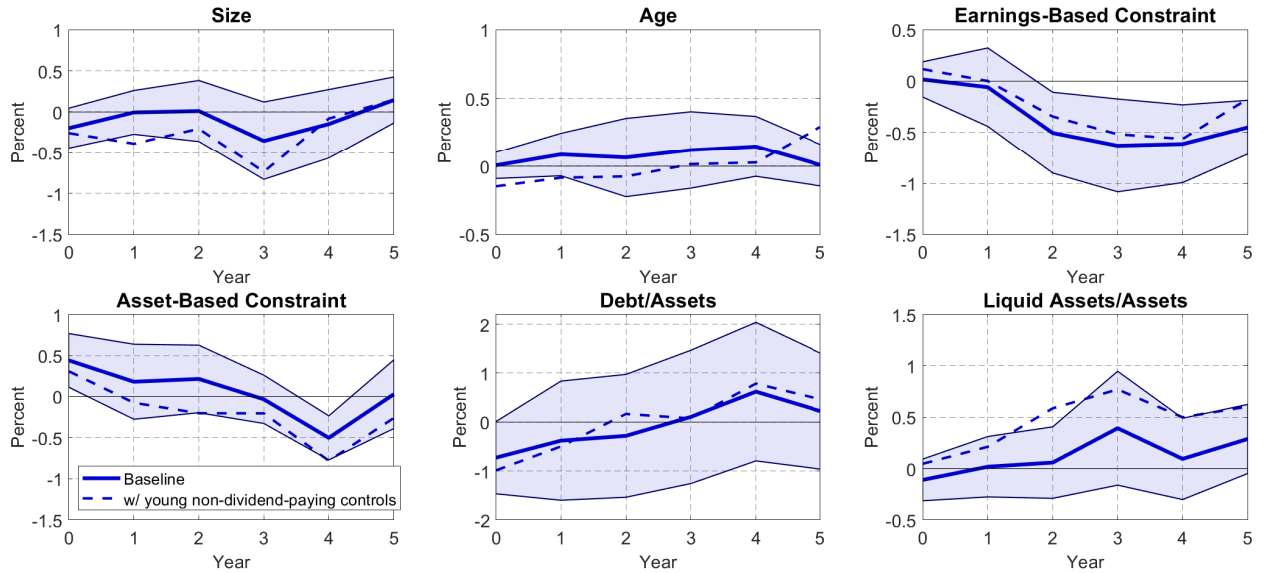 Size
1
0.5
0
-0.5
-1
-1.5
Percent
0 1 2 3 4 5
Year
Age
1
0.5
0
-0.5
Percent
0 1 2 3 4 5
Year
Earnings-Based Constraint
0.5
0
-0.5
-1
-1.5
Percent
0 1 2 3 4 5
Year
Asset-Based Constraint
1
0.5
0
-0.5
-1
-1.5
Percent
Baseline
w/ young non-dividend-paying controls
0 1 2 3 4 5
Year
Debt/Assets
2
1
0
-1
-2
Percent
0 1 2 3 4 5
Year
Liquid Assets/Assets
1.5
1
0.5
0
-0.5
Percent
0 1 2 3 4 5
Year